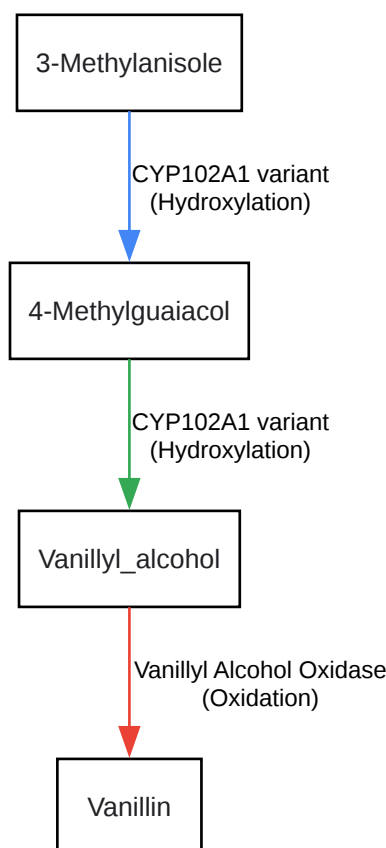 3-Methylanisole
CYP102A1 variant
(Hydroxylation)
4-Methylguaiacol
CYP102A1 variant
(Hydroxylation)
Vanillyl_alcohol
Vanillyl Alcohol Oxidase
(Oxidation)
Vanillin